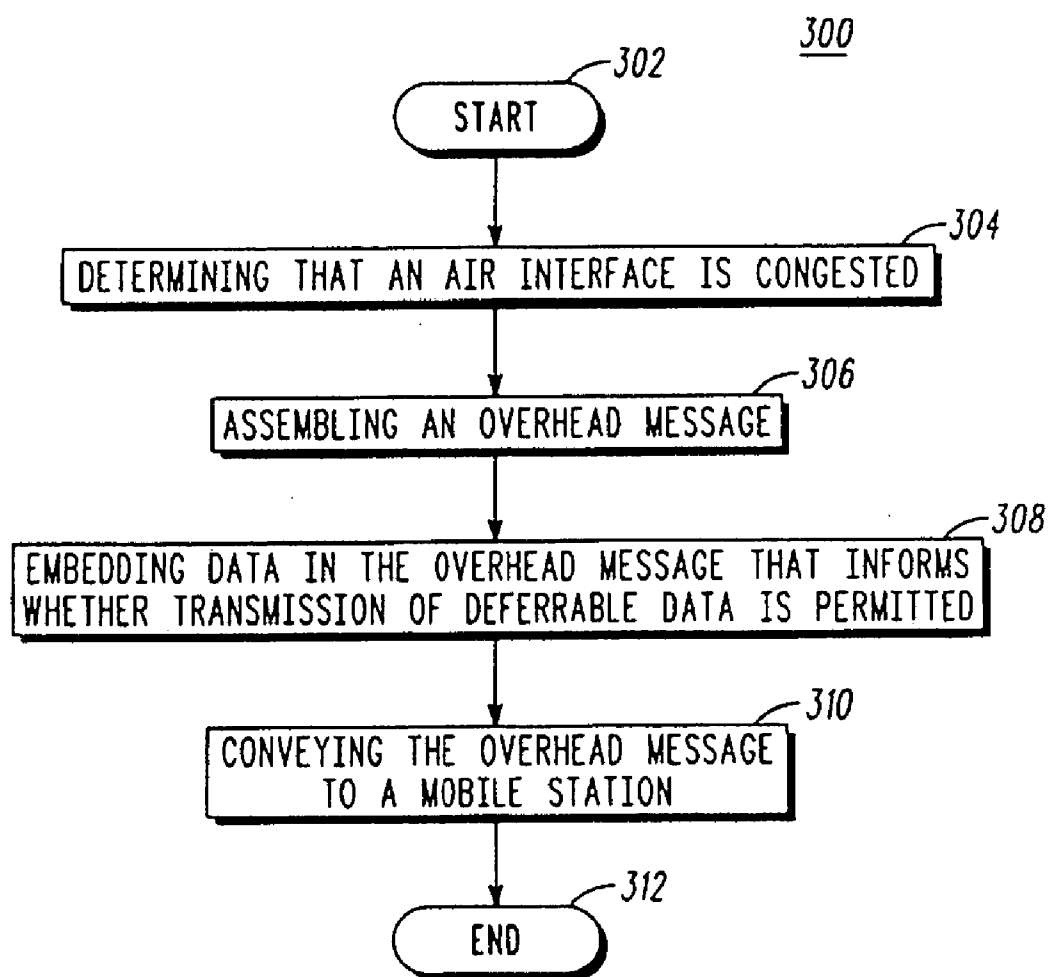 300
302
START
304
DETERMINING THAT AN AIR INTERFACE IS CONGESTED
306
ASSEMBLING AN OVERHEAD MESSAGE
308
EMBEDDING DATA IN THE OVERHEAD MESSAGE THAT INFORMS
WHETHER TRANSMISSION OF DEFERRABLE DATA IS PERMITTED
310
CONVEYING THE OVERHEAD MESSAGE
TO A MOBILE STATION
312
END